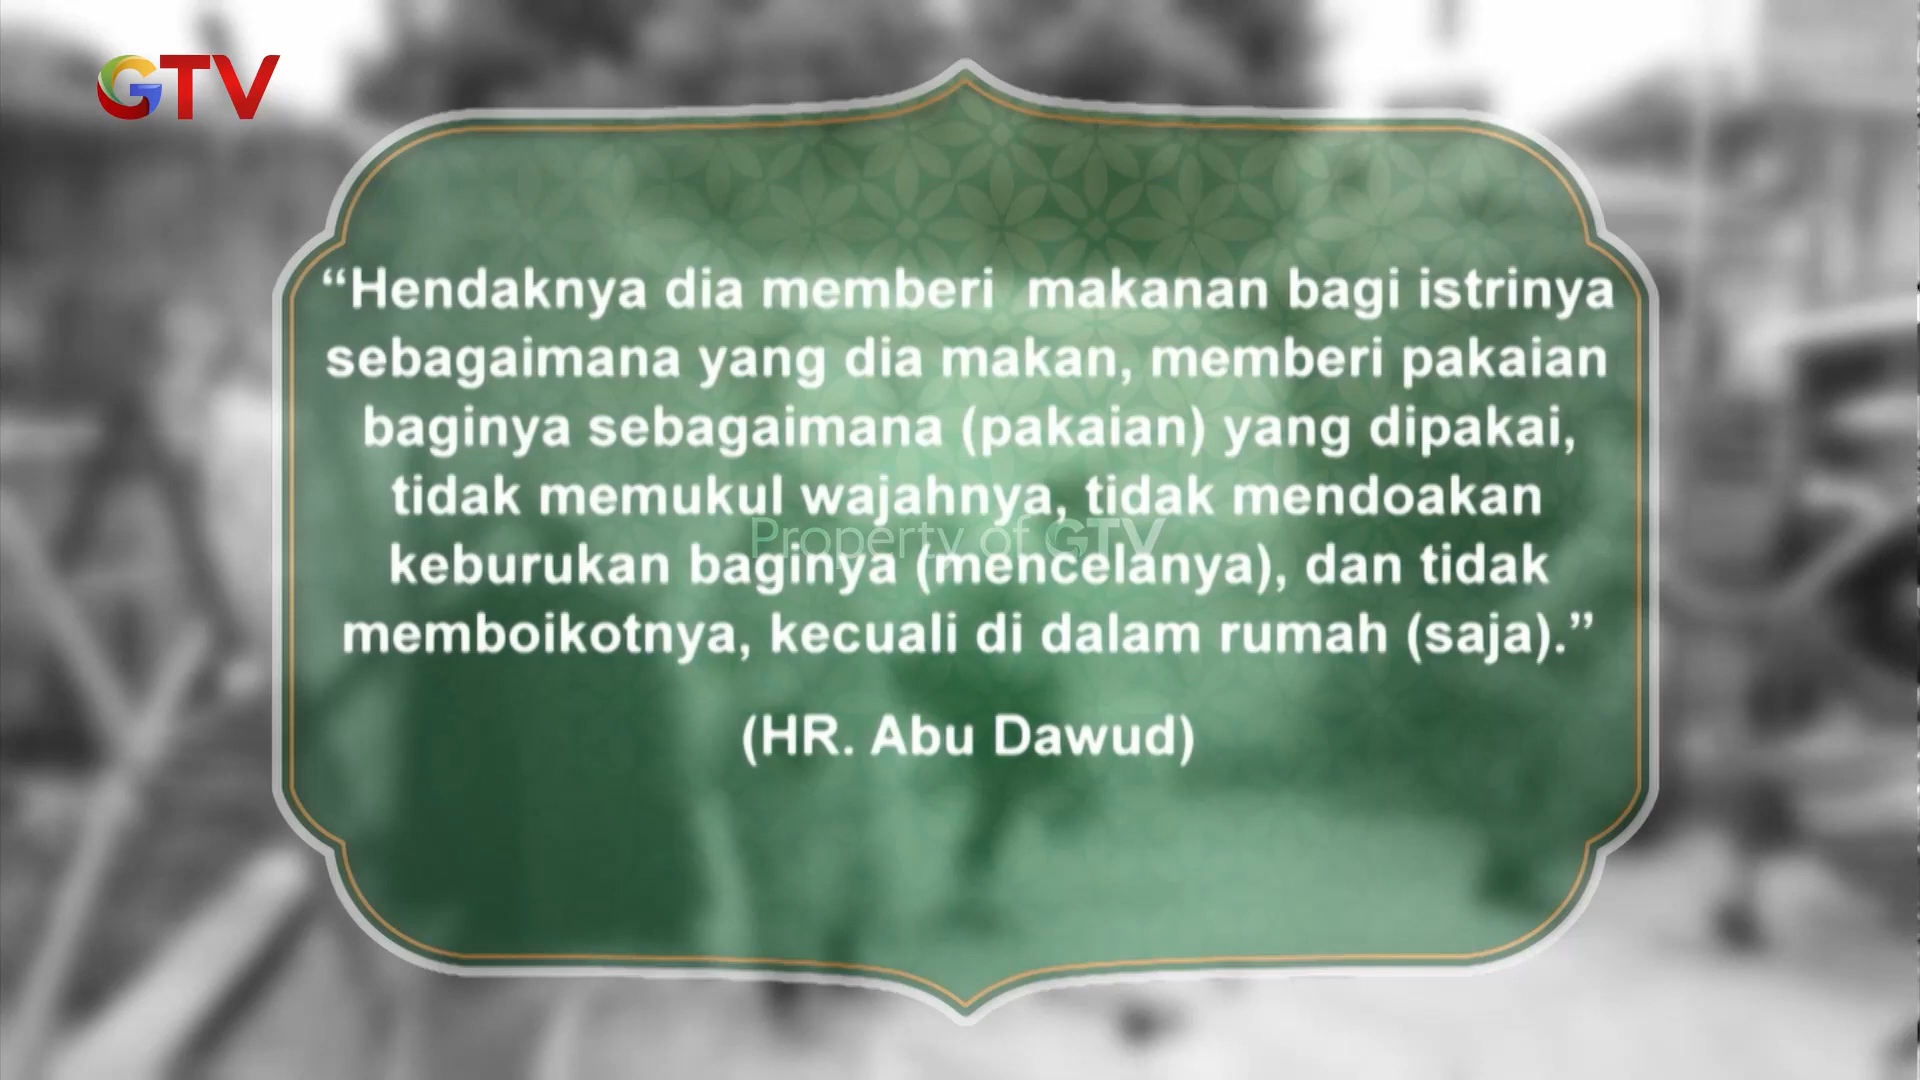 GTV
“Hendaknya dia memberi makanan bagi istrinya
sebagaimana yang dia makan, memberi pakaian
baginya sebagaimana (pakaian) yang dipakai,
tidak memukul wajahnya, tidak mendoakan
Property of GTV
keburukan baginya (mencelanya), dan tidak
memboikotnya, kecuali di dalam rumah (saja).”
(HR. Abu Dawud)